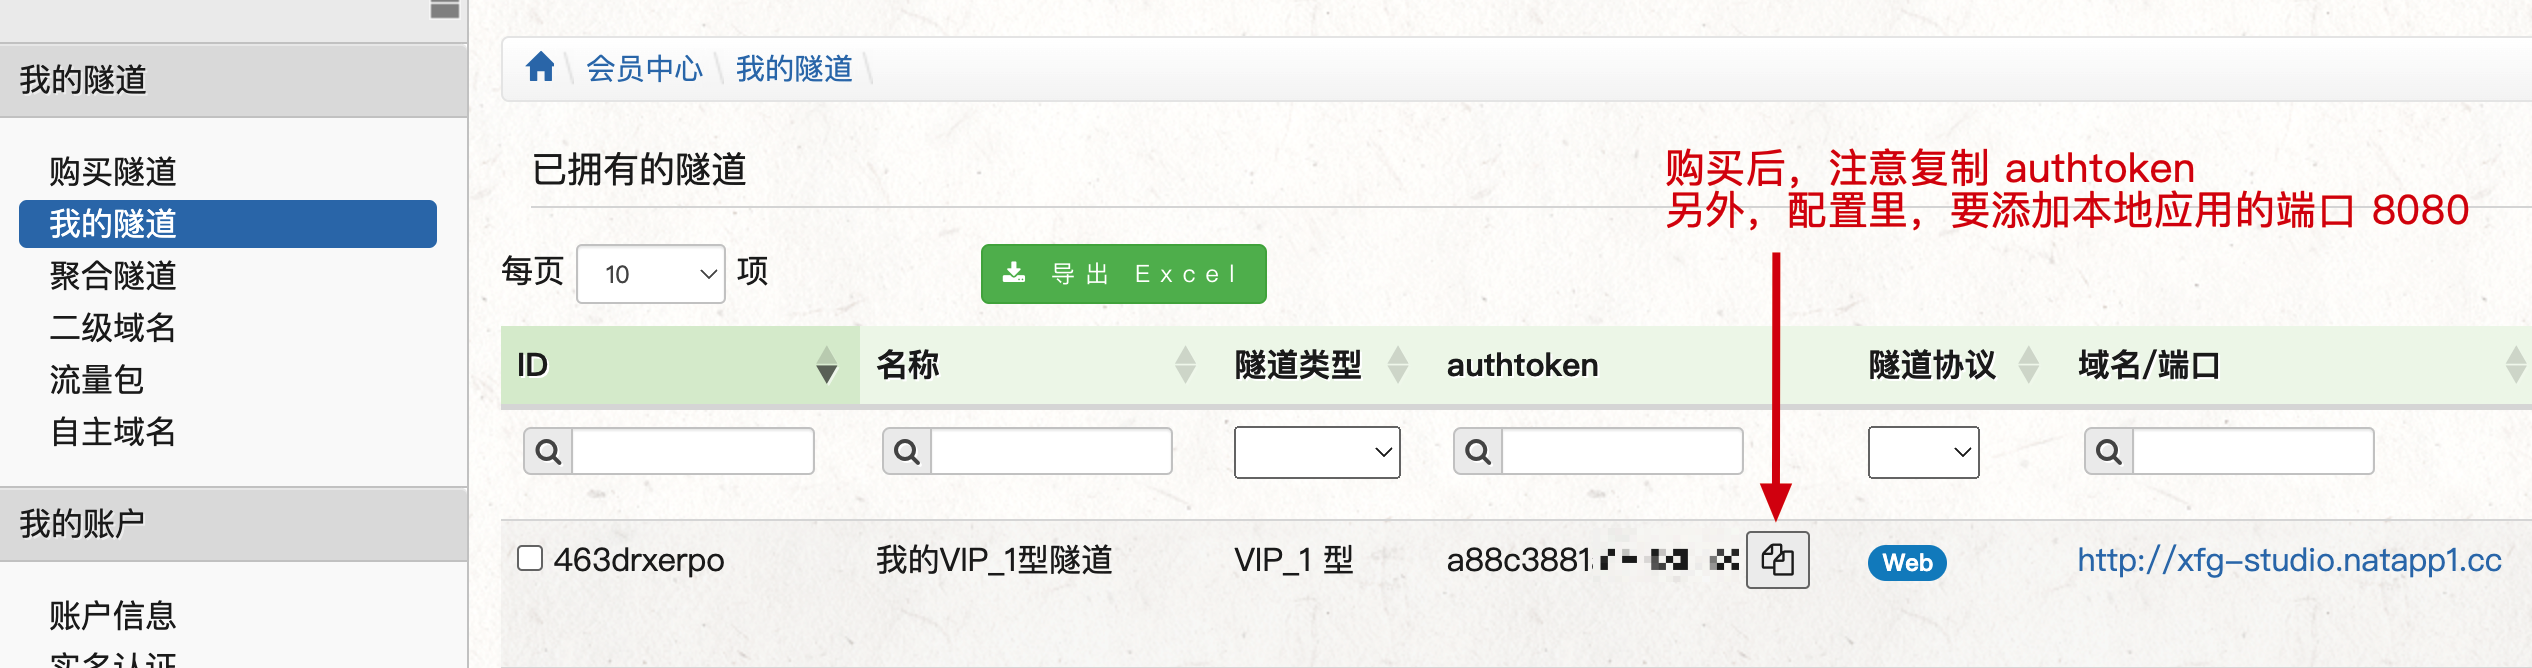 我的隧道
购买隧道
我的隧道
聚合隧道
二级域名
流量包
自主域名
我的账户
账户信息
实名认证
会员中心 \ 我的隧道 \
已拥有的隧道
购买后，注意复制 authtoken
另外，配置里，要添加本地应用的端口 8080
每页 10 项
导出 Excel
ID 名称 隧道类型 authtoken 隧道协议 域名/端口
463drxerpo 我的VIP_1型隧道 VIP_1 型 a88c3881 Web http://xfg-studio.natapp1.cc